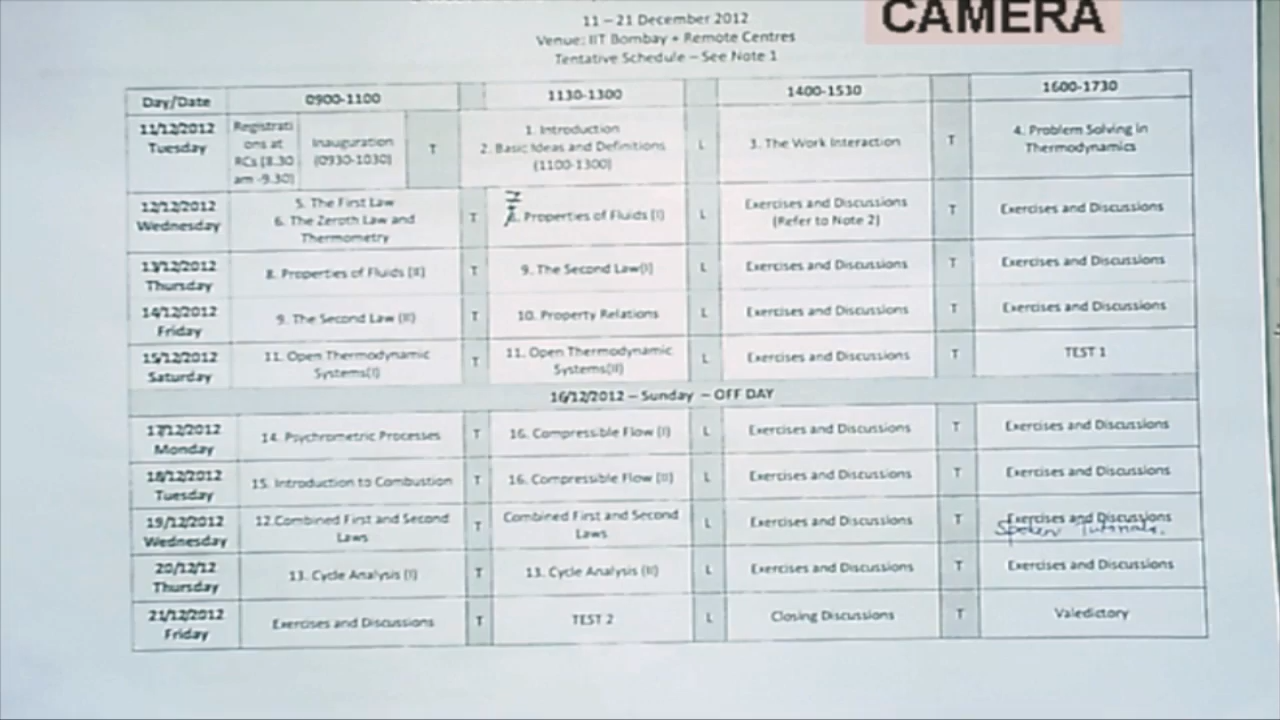 CAMERA
11 – 21 December 2012
Venue: IIT Bombay + Remote Centres
Tentative Schedule – See Note 1
Day/Date 0900-1100 1130-1300 1400-1530 1600-1730
11/12/2012
Tuesday
Registrati
ons at
RCs (8.30
am -9.30)
Inauguration
(0930-1030)
T
1. Introduction
2. Basic Ideas and Definitions
(1100-1300)
L
3. The Work Interaction
T
4. Problem Solving in
Thermodynamics
12/12/2012
Wednesday
5. The First Law
6. The Zeroth Law and
Thermometry
T
7
Properties of Fluids (I)
L
Exercises and Discussions
(Refer to Note 2)
T
Exercises and Discussions
13/12/2012
Thursday
8. Properties of Fluids (II)
T
9. The Second Law(I)
L
Exercises and Discussions
T
Exercises and Discussions
14/12/2012
Friday
9. The Second Law (II)
T
10. Property Relations
L
Exercises and Discussions
T
Exercises and Discussions
15/12/2012
Saturday
11. Open Thermodynamic
Systems(I)
T
11. Open Thermodynamic
Systems(II)
L
Exercises and Discussions
T
TEST 1
16/12/2012 – Sunday – OFF DAY
17/12/2012
Monday
14. Psychrometric Processes
T
16. Compressible Flow (I)
L
Exercises and Discussions
T
Exercises and Discussions
18/12/2012
Tuesday
15. Introduction to Combustion
T
16. Compressible Flow (II)
L
Exercises and Discussions
T
Exercises and Discussions
19/12/2012
Wednesday
12.Combined First and Second
Laws
T
Combined First and Second
Laws
L
Exercises and Discussions
T
Exercises and Discussions
Spoken Tutorials.
20/12/12
Thursday
13. Cycle Analysis (I)
T
13. Cycle Analysis (II)
L
Exercises and Discussions
T
Exercises and Discussions
21/12/2012
Friday
Exercises and Discussions
T
TEST 2
L
Closing Discussions
T
Valedictory